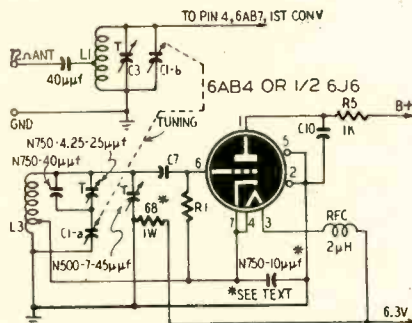 TO PIN 4, 6AB7, 1ST CONV
72Ω ANT
L1
T
C3
C1-b
40μμf
6AB4 OR 1/2 6J6
GND
TUNING
N750-4.25-25μμf
N750-40μμf
R5
B+
1K
1
C10
5
2
C7
6
T
T
68*
1W
R1
L3
C1-a
7
4
3
RFC
2μH
N500-7-45μμf
N750-10μμf
*
*SEE TEXT
6.3V